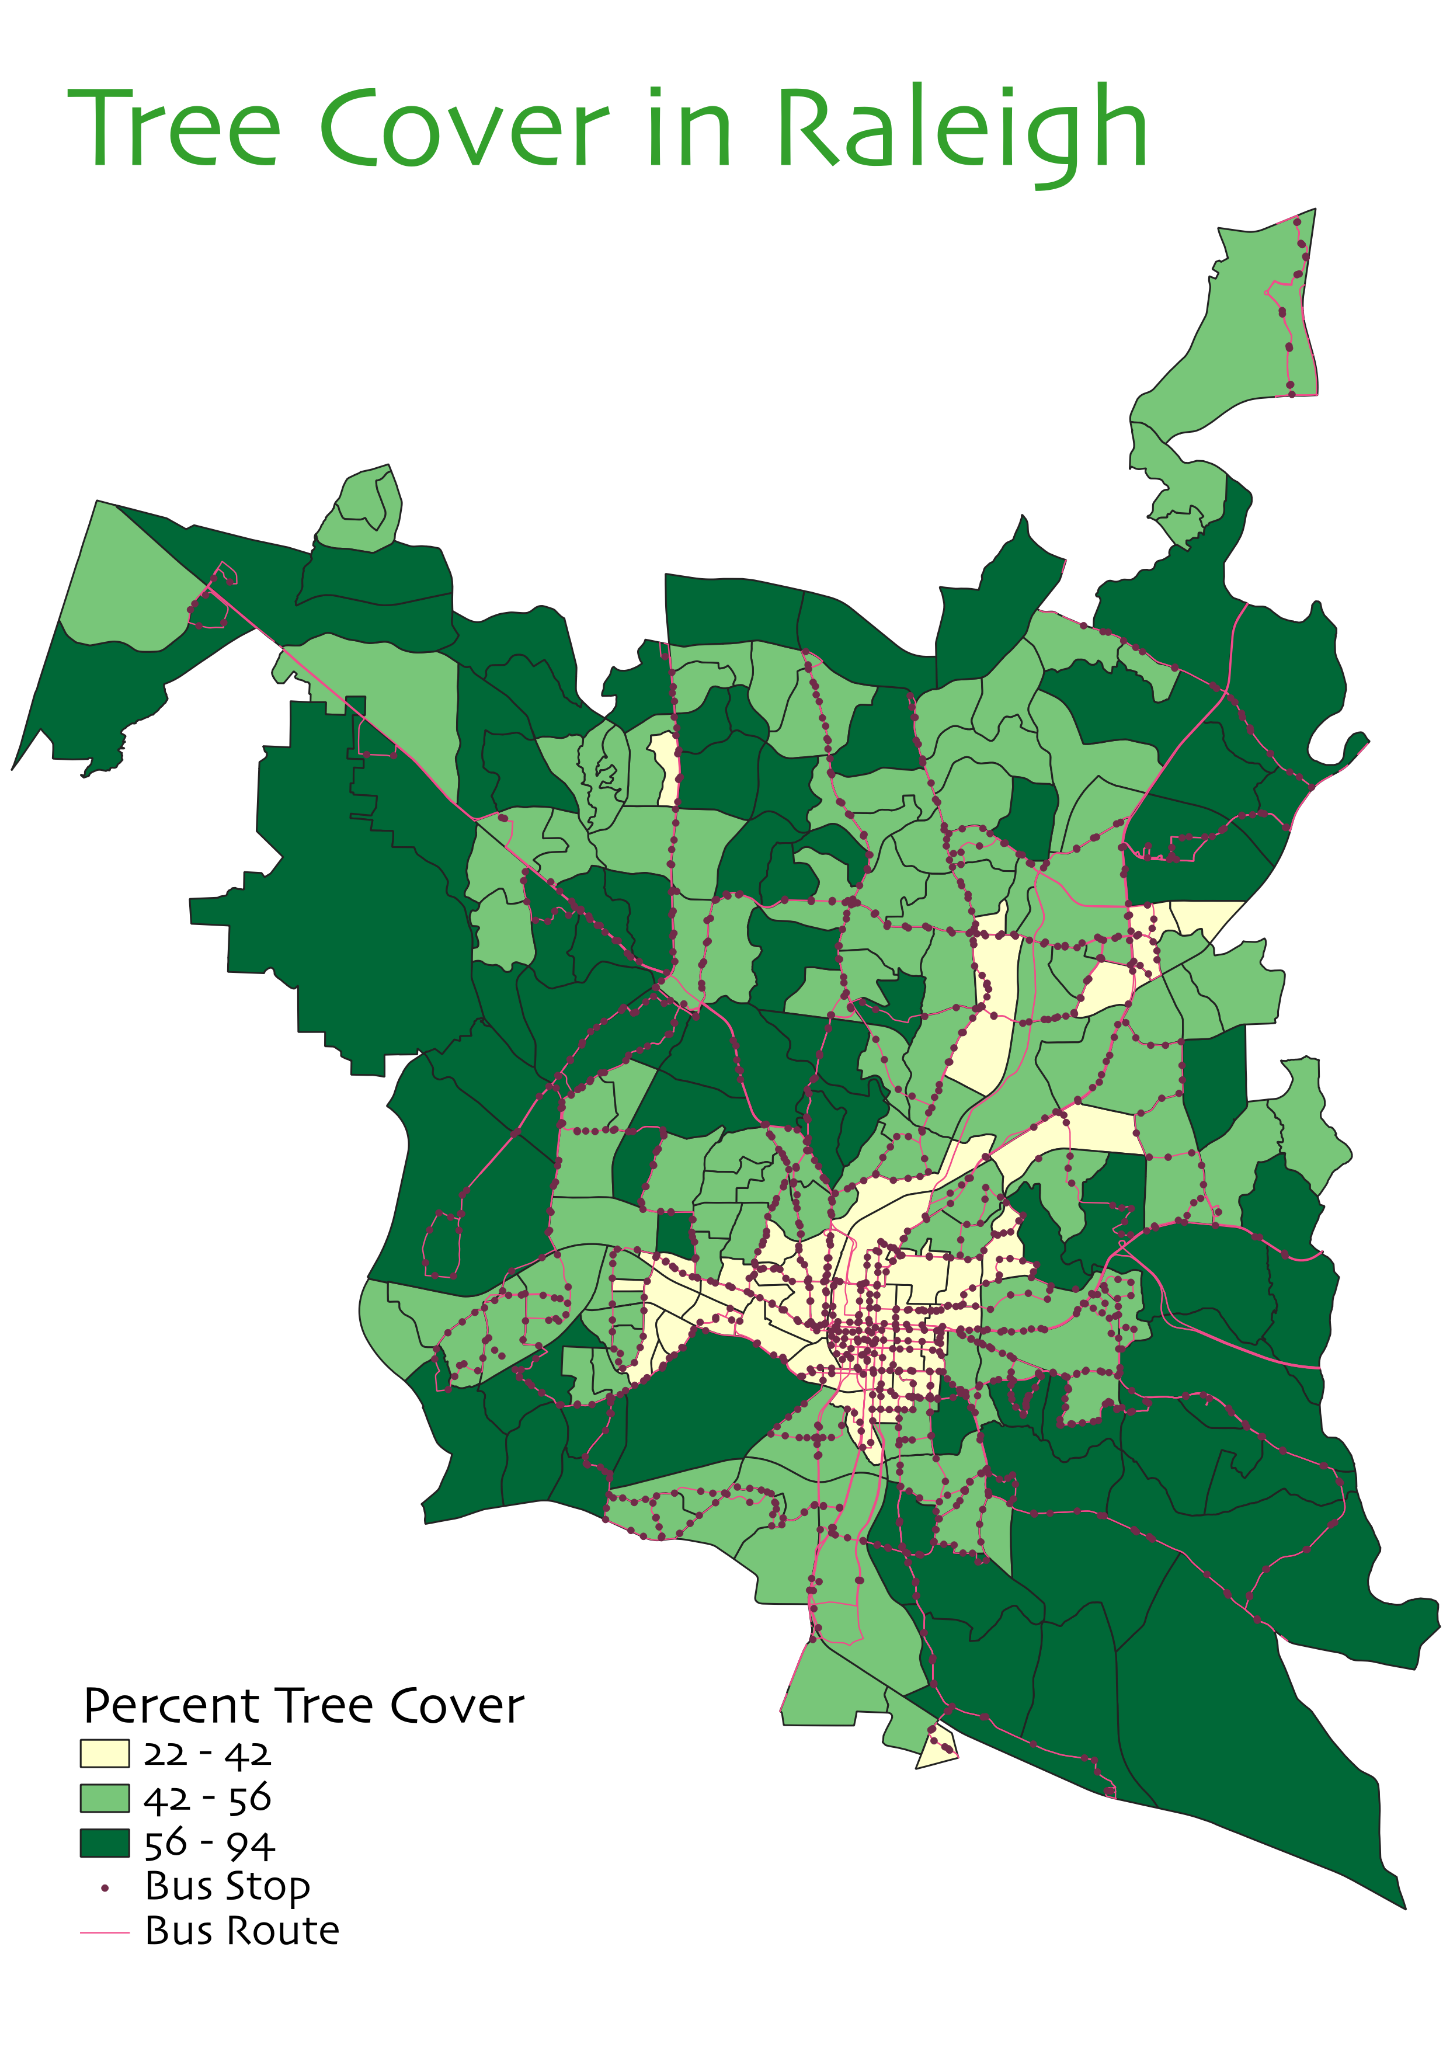 Tree Cover in Raleigh
Percent Tree Cover
22 - 42
42 - 56
56 - 94
Bus Stop
Bus Route